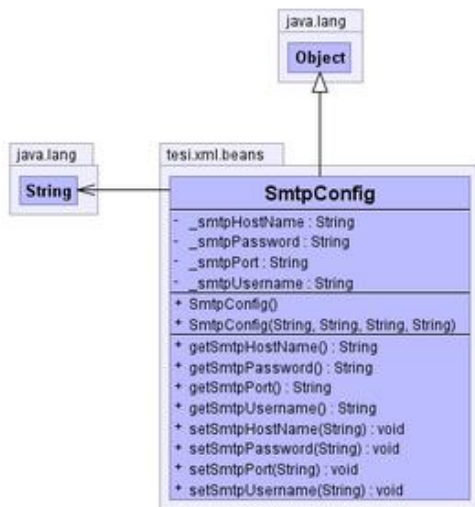 java.lang
Object
java.lang
String
tesi.xml.beans
SmtpConfig
- _smtpHostName : String
- _smtpPassword : String
- _smtpPort : String
- _smtpUsername : String
+ SmtpConfig()
+ SmtpConfig(String, String, String, String)
+ getSmtpHostName() : String
+ getSmtpPassword() : String
+ getSmtpPort() : String
+ getSmtpUsername() : String
+ setSmtpHostName(String) : void
+ setSmtpPassword(String) : void
+ setSmtpPort(String) : void
+ setSmtpUsername(String) : void